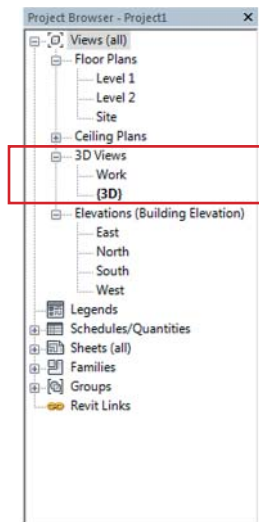 Project Browser - Project1
Views (all)
Floor Plans
Level 1
Level 2
Site
Ceiling Plans
3D Views
Work
{3D}
Elevations (Building Elevation)
East
North
South
West
Legends
Schedules/Quantities
Sheets (all)
Families
Groups
Revit Links